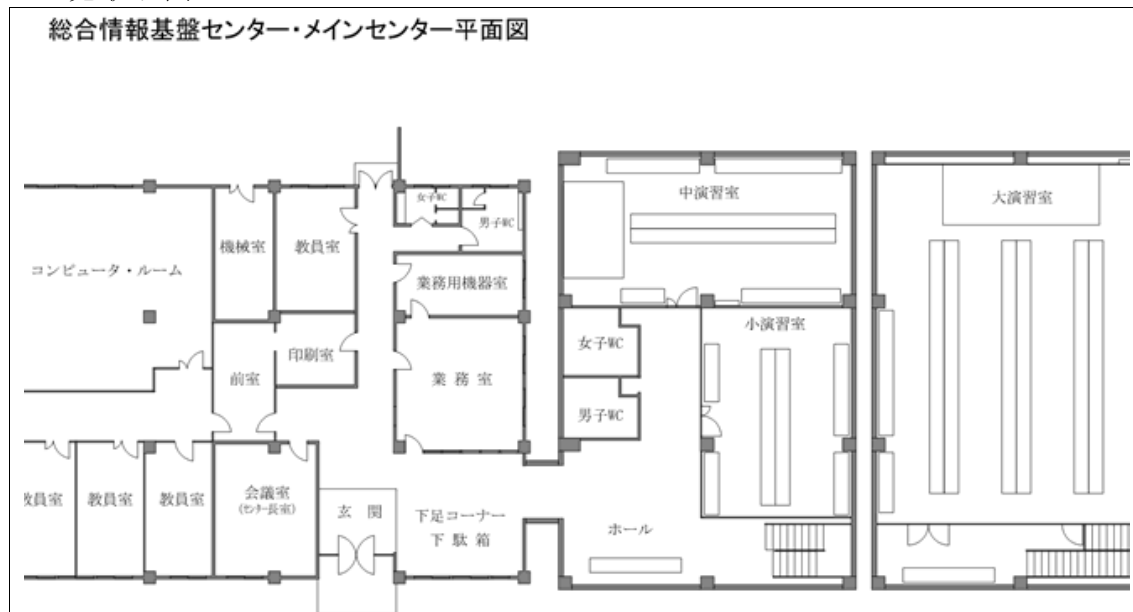 総合情報基盤センター・メインセンター平面図
女子WC
男子WC
中演習室
大演習室
機械室
教員室
コンピュータ・ルーム
業務用機器室
小演習室
女子WC
印刷室
前室
業務室
男子WC
教員室
教員室
教員室
会議室
(センター長室)
玄関
下足コーナー
下駄箱
ホール